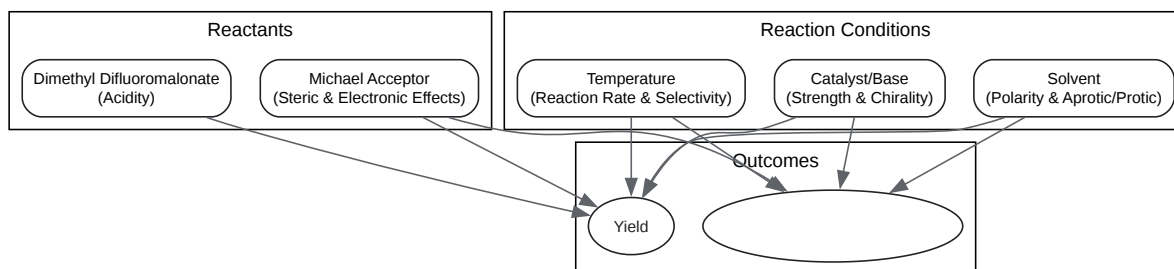 Reactants
Reaction Conditions
Dimethyl Difluoromalonate
(Acidity)
Michael Acceptor
(Steric & Electronic Effects)
Temperature
(Reaction Rate & Selectivity)
Catalyst/Base
(Strength & Chirality)
Solvent
(Polarity & Aprotic/Protic)
Outcomes
Yield